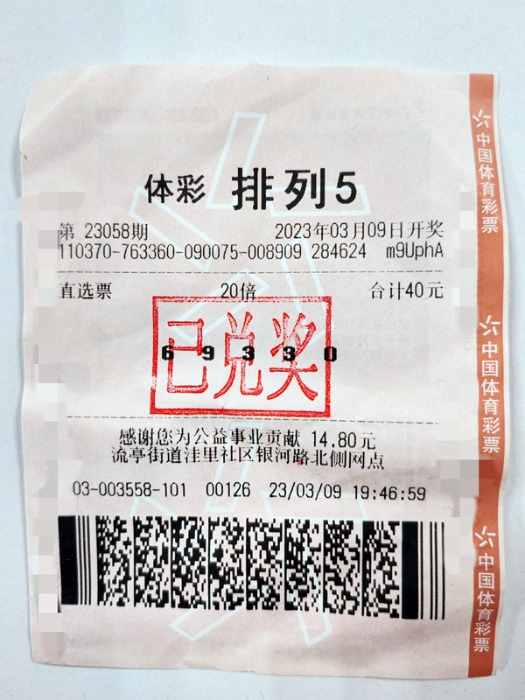 体彩 排列5
第 23058期 2023年03月09日开奖
110370-763360-090075-008909 284624 m9UphA
直选票 20倍 合计40元
已兑奖
6 9 3 3 0
感谢您为公益事业贡献 14.80元
流亭街道洼里社区银河路北侧网点
03-003558-101 00126 23/03/09 19:46:59
中国体育彩票
中国体育彩票
中国体育彩票